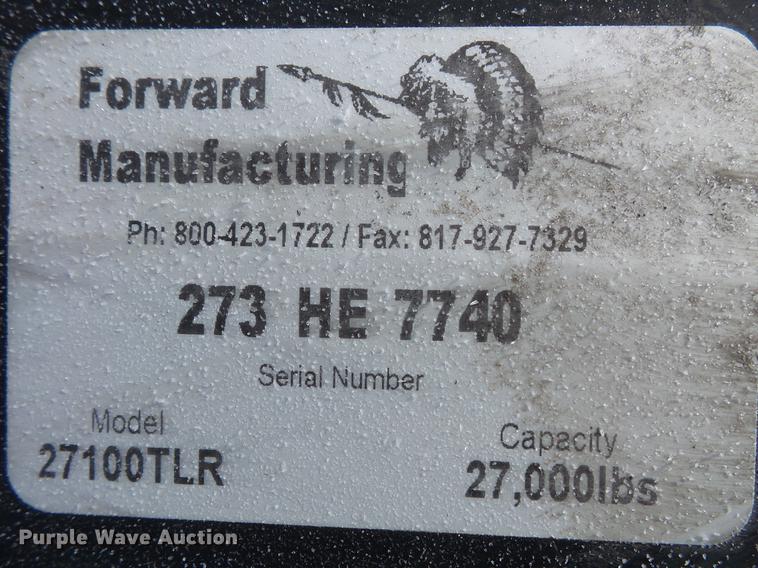 Forward
Manufacturing
Ph: 800-423-1722 / Fax: 817-927-7329
273 HE 7740
Serial Number
Model
27100TLR
Capacity
27,000lbs
Purple Wave Auction